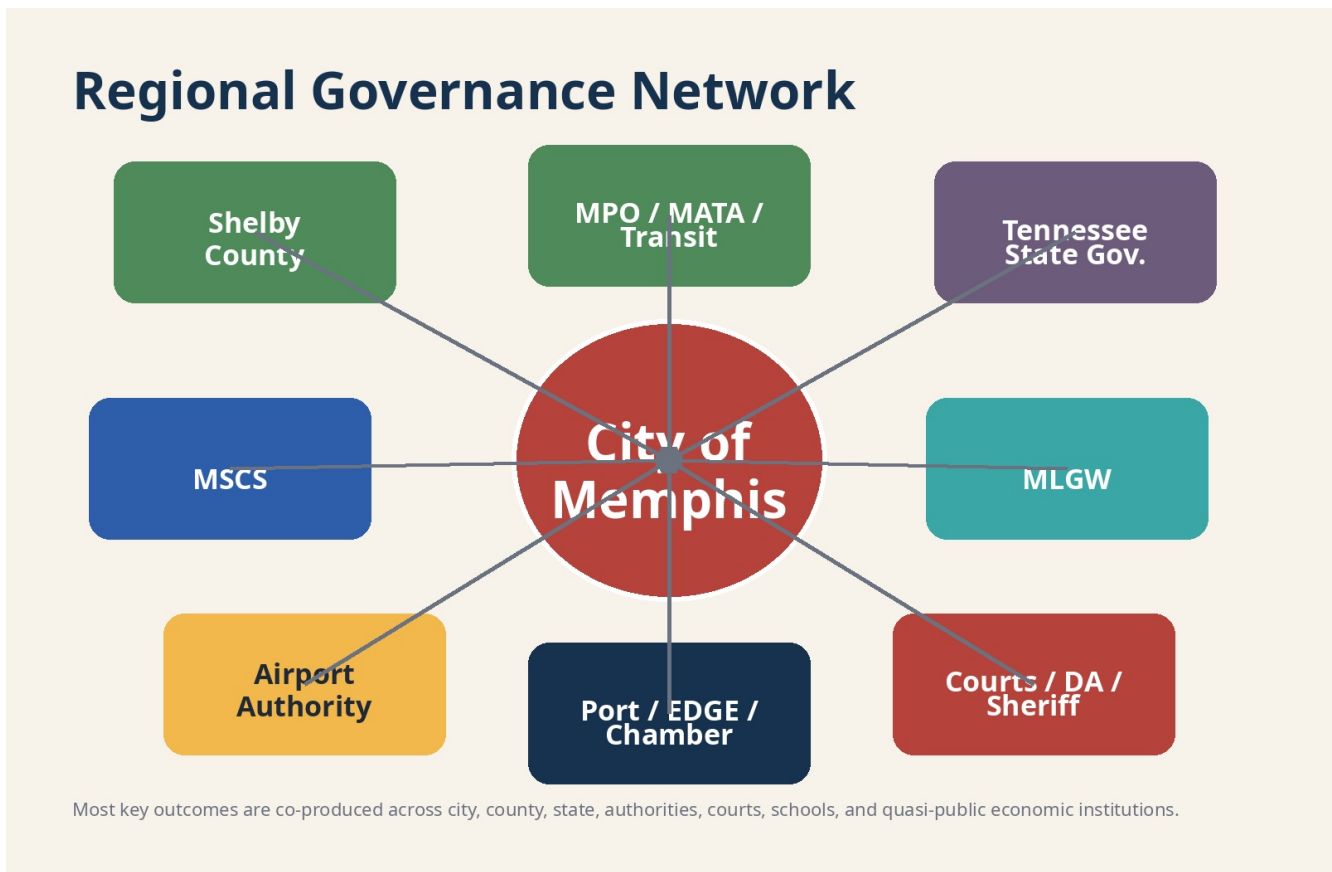 Regional Governance Network
Shelby
County
MPO / MATA /
Transit
Tennessee
State Gov.
MSCS
City of
Memphis
MLGW
Airport
Authority
Port / EDGE /
Chamber
Courts / DA /
Sheriff
Most key outcomes are co-produced across city, county, state, authorities, courts, schools, and quasi-public economic institutions.